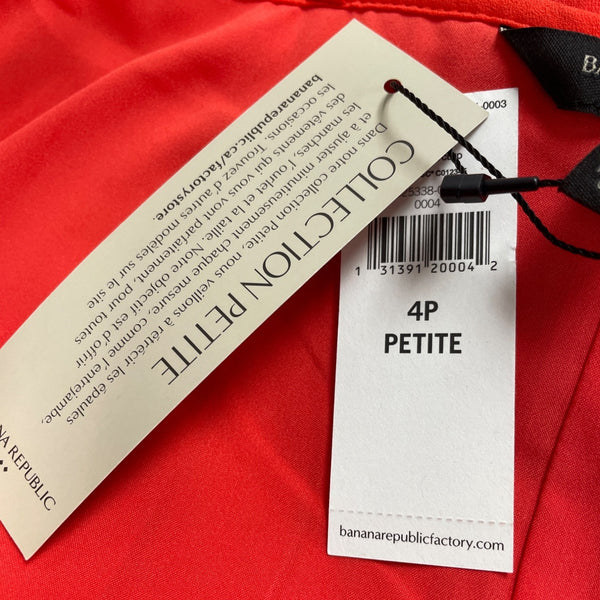 COLLECTION PETITE
Dans notre collection Petite, nous veillons à rétrécir les épaules
et à ajuster minutieusement chaque mesure, comme l'entrejambe,
les manches, l'ourlet et la taille. Notre objectif est d'offrir
des vêtements qui vous vont parfaitement, pour toutes
les occasions. Trouvez d'autres modèles sur le site
bananarepublic.ca/factorystore.
NA REPUBLIC
-0003
0004
1 31391 20004 2
4P
PETITE
bananarepublicfactory.com
BA